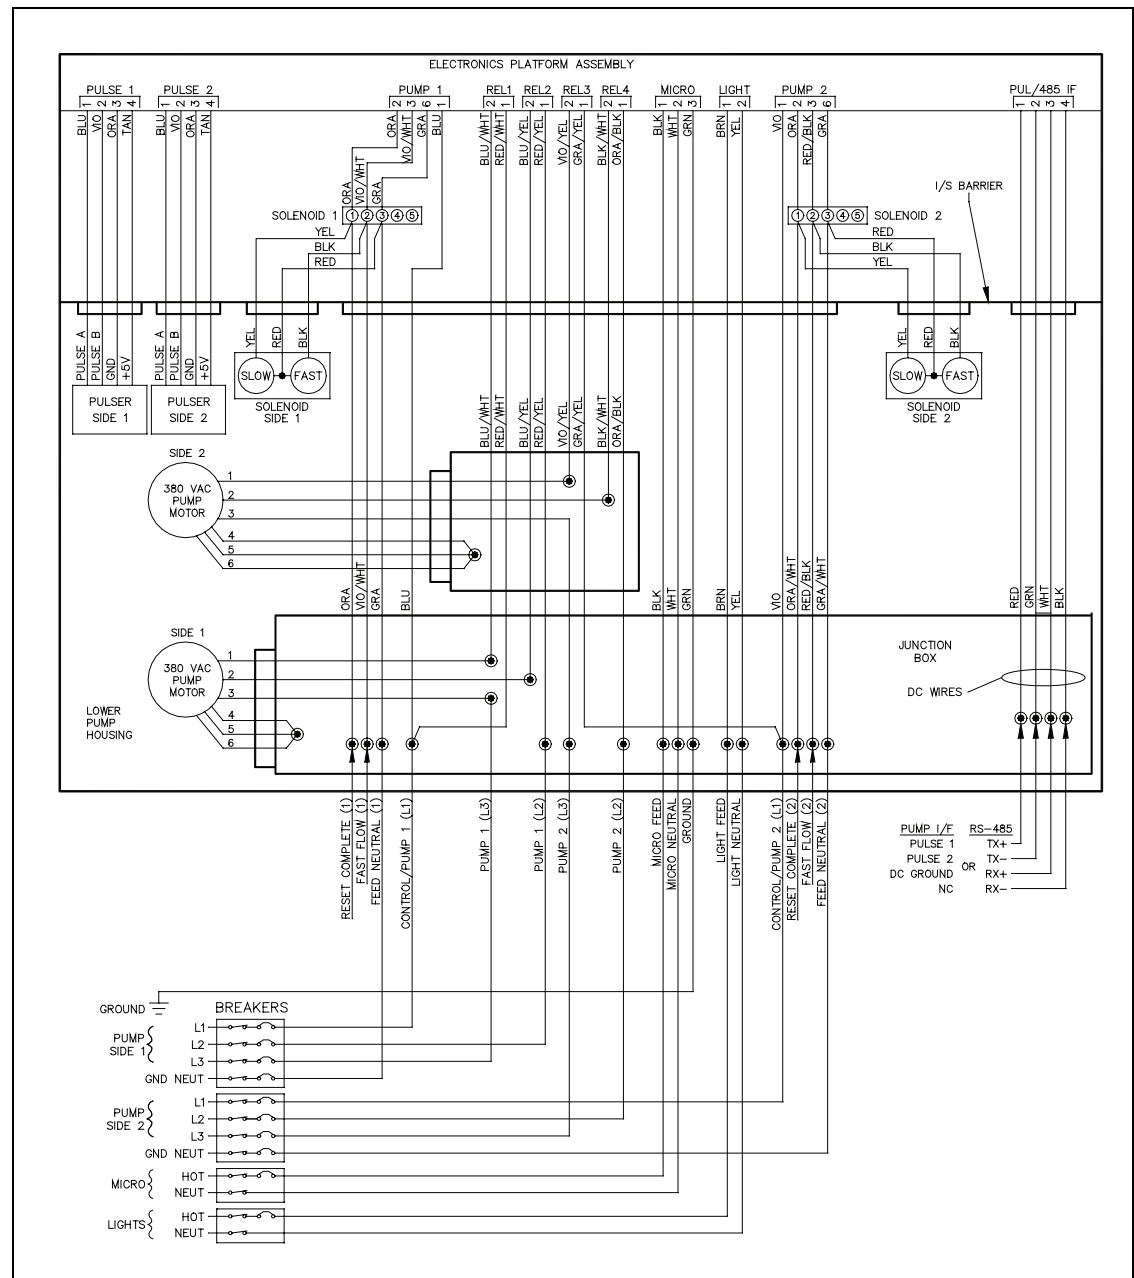 ELECTRONICS PLATFORM ASSEMBLY
PULSE 1 PULSE 2 PUMP 1 REL1 REL2 REL3 REL4 MICRO LIGHT PUMP 2 PUL/485 IF
1 2 3 4 1 2 3 4 2 3 6 1 2 1 2 1 2 1 2 1 1 2 3 1 2 1 2 3 6 1 2 3 4
BLU VIO ORA TAN BLU VIO ORA TAN ORA VIO/WHT GRA BLU BLU/WHT RED/WHT BLU/YEL RED/YEL VIO/YEL GRA/YEL BLK/WHT ORA/BLK BLK WHT GRN BRN YEL VIO ORA RED/BLK GRA
ORA VIO/WHT GRA
I/S BARRIER
SOLENOID 1 1 2 3 4 5
1 2 3 4 5 SOLENOID 2
YEL RED
BLK BLK
RED YEL
PULSE A PULSE B GND +5V PULSE A PULSE B GND +5V YEL RED BLK YEL RED BLK
SLOW FAST SLOW FAST
PULSER SIDE 1
PULSER SIDE 2
SOLENOID SIDE 1
SOLENOID SIDE 2
BLU/WHT RED/WHT BLU/YEL RED/YEL VIO/YEL GRA/YEL BLK/WHT ORA/BLK
SIDE 2
380 VAC
PUMP
MOTOR
1
2
3
4
5
6
ORA VIO/WHT GRA BLU BLK WHT GRN BRN YEL VIO ORA/WHT RED/BLK GRA/WHT RED GRN WHT BLK
SIDE 1
380 VAC
PUMP
MOTOR
1
2
3
4
5
6
JUNCTION
BOX
DC WIRES
LOWER
PUMP
HOUSING
RESET COMPLETE (1)
FAST FLOW (1)
FEED NEUTRAL (1)
CONTROL/PUMP 1 (L1)
PUMP 1 (L3)
PUMP 1 (L2)
PUMP 2 (L3)
PUMP 2 (L2)
MICRO FEED
MICRO NEUTRAL
GROUND
LIGHT FEED
LIGHT NEUTRAL
CONTROL/PUMP 2 (L1)
RESET COMPLETE (2)
FAST FLOW (2)
FEED NEUTRAL (2)
PUMP I/F RS-485
PULSE 1 TX+
PULSE 2 TX-
OR
DC GROUND RX+
NC RX-
GROUND
BREAKERS
PUMP
SIDE 1
L1
L2
L3
GND NEUT
PUMP
SIDE 2
L1
L2
L3
GND NEUT
MICRO
HOT
NEUT
LIGHTS
HOT
NEUT